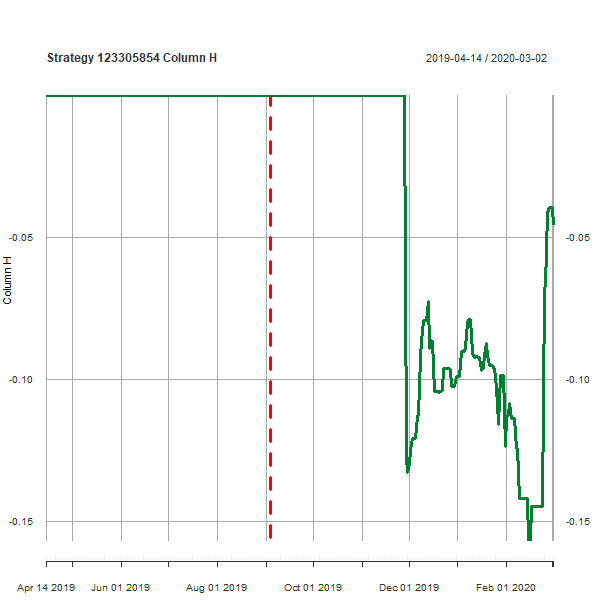 Strategy 123305854 Column H
2019-04-14 / 2020-03-02
-0.05
-0.05
Column H
-0.10
-0.10
-0.15
-0.15
Apr 14 2019
Jun 01 2019
Aug 01 2019
Oct 01 2019
Dec 01 2019
Feb 01 2020